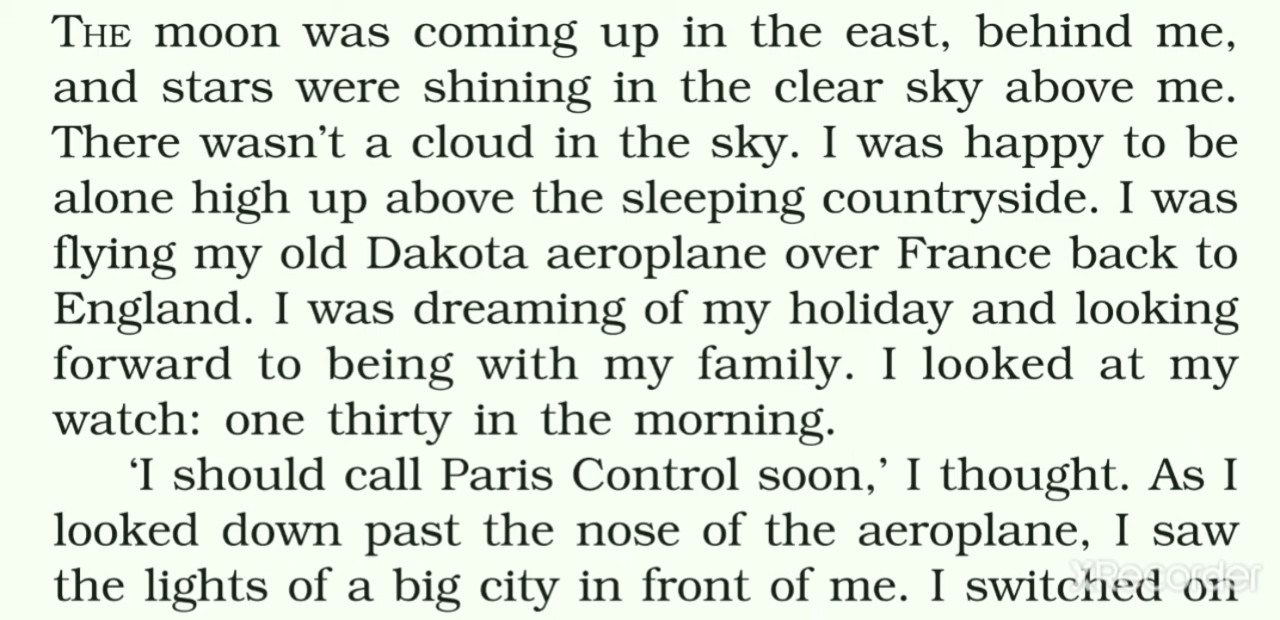 THE moon was coming up in the east, behind me,
and stars were shining in the clear sky above me.
There wasn't a cloud in the sky. I was happy to be
alone high up above the sleeping countryside. I was
flying my old Dakota aeroplane over France back to
England. I was dreaming of my holiday and looking
forward to being with my family. I looked at my
watch: one thirty in the morning.
‘I should call Paris Control soon,’ I thought. As I
looked down past the nose of the aeroplane, I saw
the lights of a big city in front of me. I switched on
XRecorder